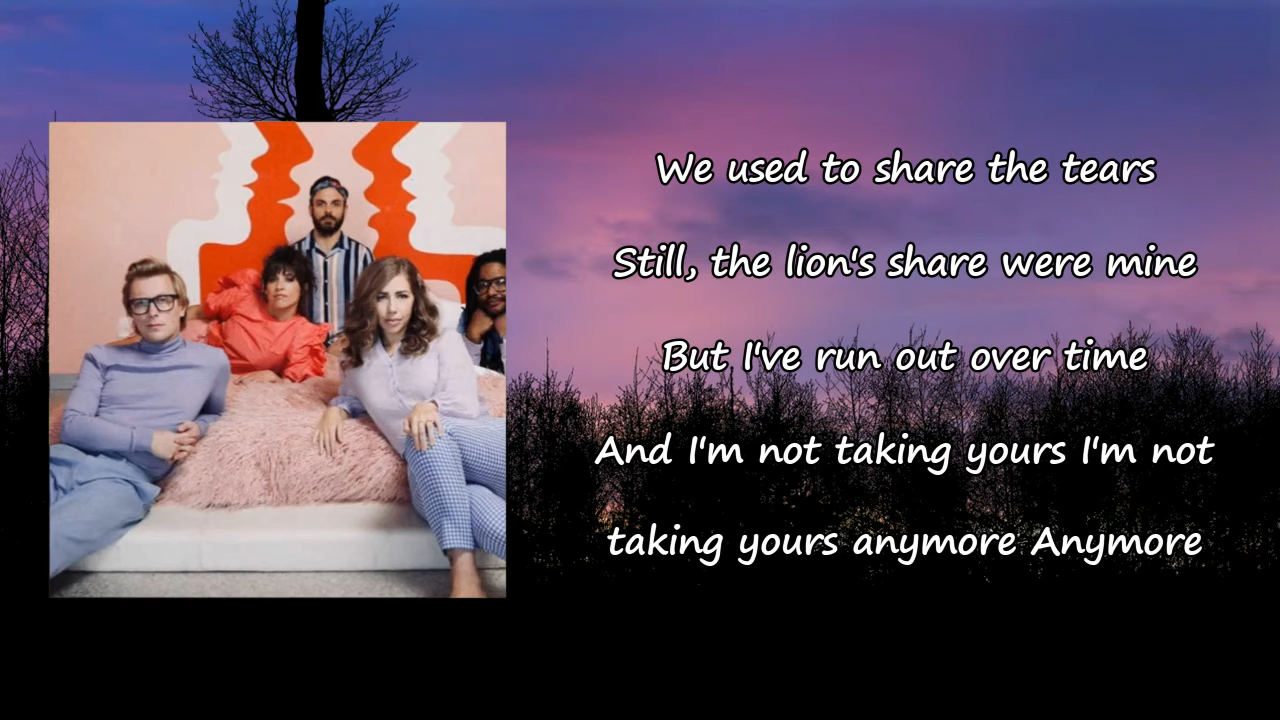 We used to share the tears
Still, the lion's share were mine
But I've run out over time
And I'm not taking yours I'm not
taking yours anymore Anymore